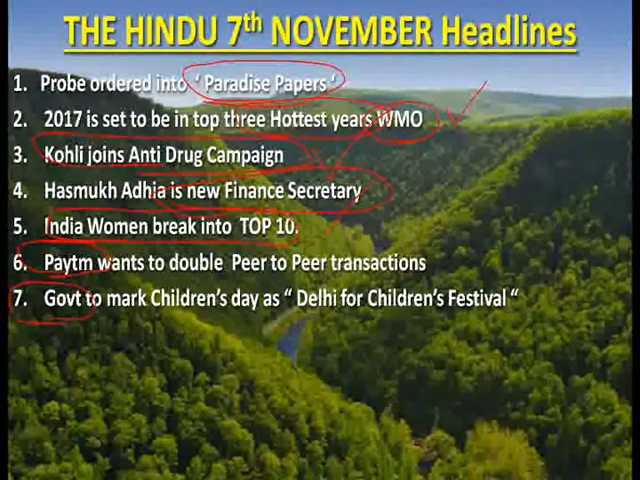 THE HINDU 7th NOVEMBER Headlines
1. Probe ordered into ‘ Paradise Papers ‘
2. 2017 is set to be in top three Hottest years WMO
3. Kohli joins Anti Drug Campaign
4. Hasmukh Adhia is new Finance Secretary
5. India Women break into TOP 10.
6. Paytm wants to double Peer to Peer transactions
7. Govt to mark Children’s day as “ Delhi for Children’s Festival “